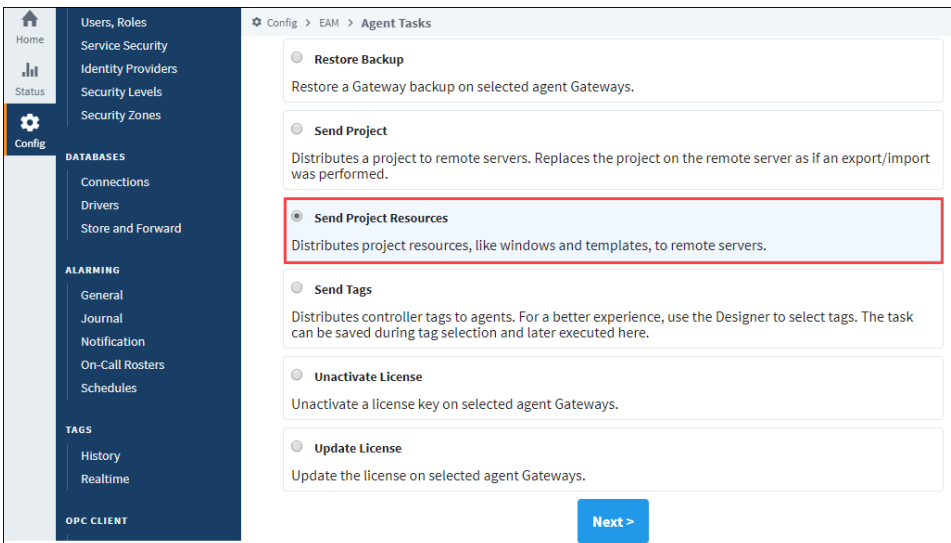 Home
Status
Config
Users, Roles
Service Security
Identity Providers
Security Levels
Security Zones
DATABASES
Connections
Drivers
Store and Forward
ALARMING
General
Journal
Notification
On-Call Rosters
Schedules
TAGS
History
Realtime
OPC CLIENT
Config > EAM > Agent Tasks
Restore Backup
Restore a Gateway backup on selected agent Gateways.
Send Project
Distributes a project to remote servers. Replaces the project on the remote server as if an export/import
was performed.
Send Project Resources
Distributes project resources, like windows and templates, to remote servers.
Send Tags
Distributes controller tags to agents. For a better experience, use the Designer to select tags. The task
can be saved during tag selection and later executed here.
Unactivate License
Unactivate a license key on selected agent Gateways.
Update License
Update the license on selected agent Gateways.
Next >